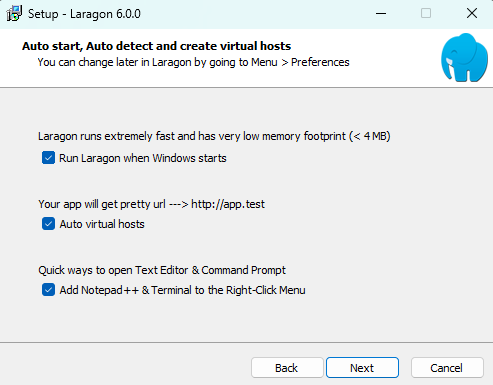 Setup - Laragon 6.0.0
Auto start, Auto detect and create virtual hosts
You can change later in Laragon by going to Menu > Preferences
Laragon runs extremely fast and has very low memory footprint (< 4 MB)
Run Laragon when Windows starts
Your app will get pretty url ---> http://app.test
Auto virtual hosts
Quick ways to open Text Editor & Command Prompt
Add Notepad++ & Terminal to the Right-Click Menu
Back Next Cancel